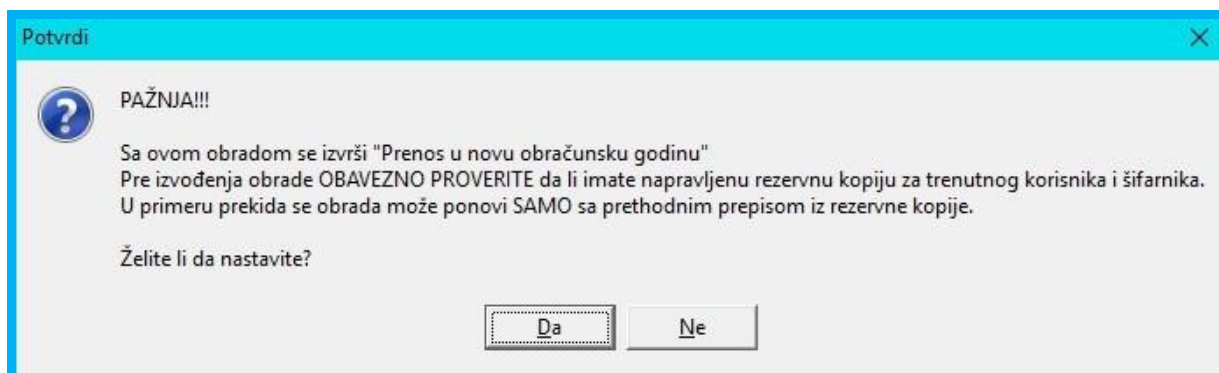 Potvrdi
PAŽNJA!!!
Sa ovom obradom se izvrši "Prenos u novu obračunsku godinu"
Pre izvođenja obrade OBAVEZNO PROVERITE da li imate napravljenu rezervnu kopiju za trenutnog korisnika i šifarnika.
U primeru prekida se obrada može ponovi SAMO sa prethodnim prepisom iz rezervne kopije.
Želite li da nastavite?
Da Ne